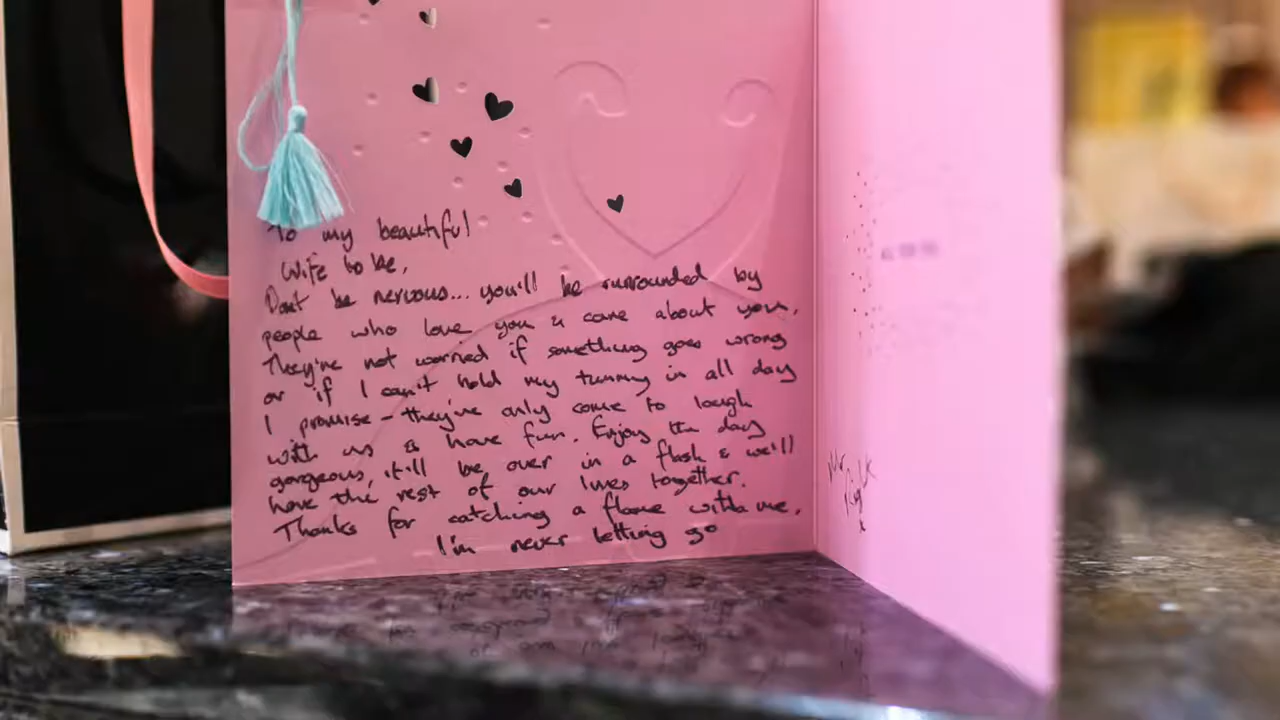 To my beautiful
Wife to be,
Don't be nervous... you'll be surrounded by
people who love you & care about you.
They're not worried if something goes wrong
or if I can't hold my tummy in all day
I promise - they've only come to laugh
with us & have fun. Enjoy the day
gorgeous, it'll be over in a flash & we'll
have the rest of our lives together.
Thanks for catching a flame with me,
I'm never letting go
Mr
Right
x